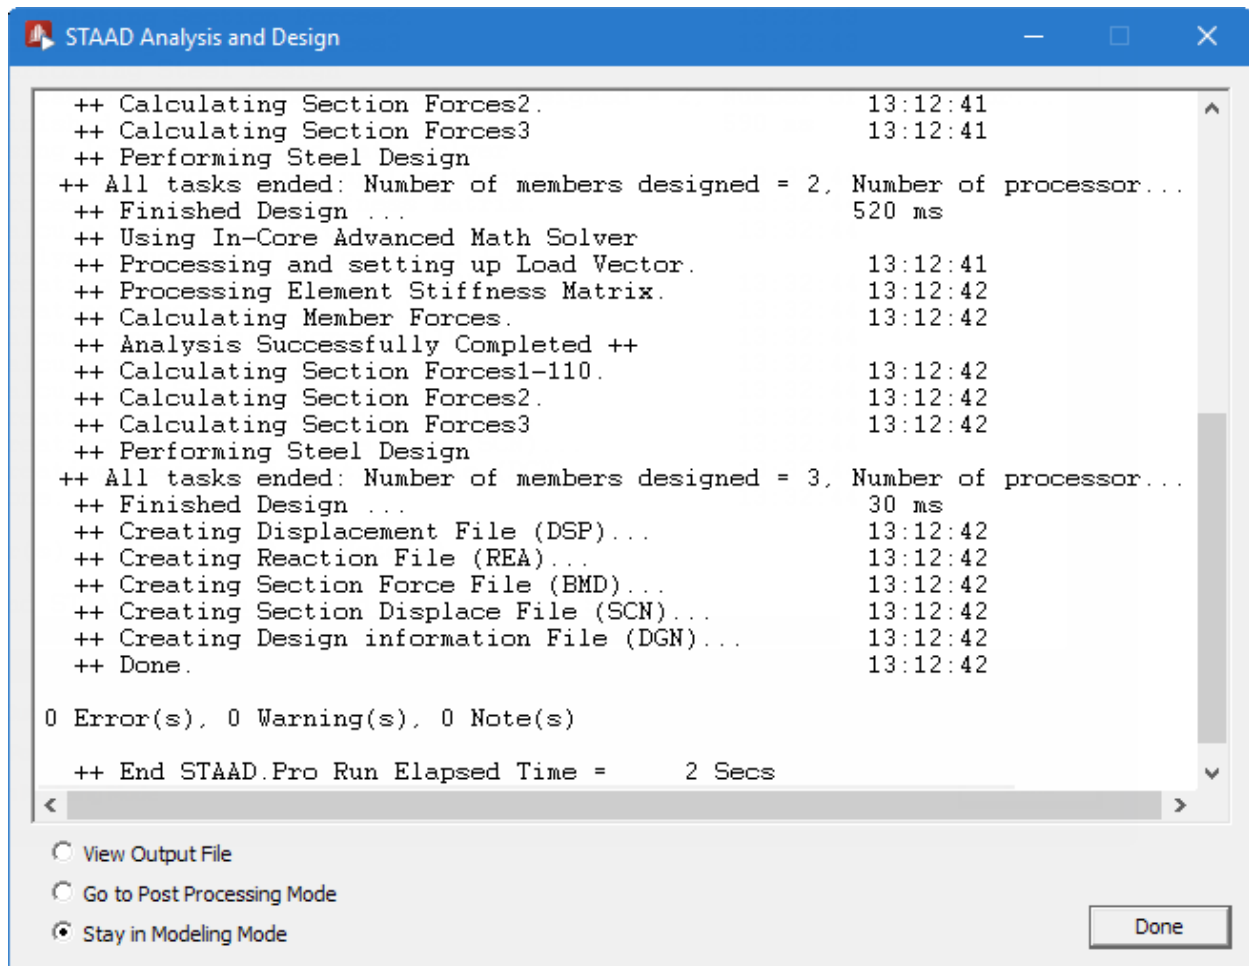 STAAD Analysis and Design
++ Calculating Section Forces2. 13:12:41
++ Calculating Section Forces3 13:12:41
++ Performing Steel Design
++ All tasks ended: Number of members designed = 2, Number of processor...
++ Finished Design ... 520 ms
++ Using In-Core Advanced Math Solver
++ Processing and setting up Load Vector. 13:12:41
++ Processing Element Stiffness Matrix. 13:12:42
++ Calculating Member Forces. 13:12:42
++ Analysis Successfully Completed ++
++ Calculating Section Forces1-110. 13:12:42
++ Calculating Section Forces2. 13:12:42
++ Calculating Section Forces3 13:12:42
++ Performing Steel Design
++ All tasks ended: Number of members designed = 3, Number of processor...
++ Finished Design ... 30 ms
++ Creating Displacement File (DSP)... 13:12:42
++ Creating Reaction File (REA)... 13:12:42
++ Creating Section Force File (BMD)... 13:12:42
++ Creating Section Displace File (SCN)... 13:12:42
++ Creating Design information File (DGN)... 13:12:42
++ Done. 13:12:42
0 Error(s), 0 Warning(s), 0 Note(s)
++ End STAAD.Pro Run Elapsed Time = 2 Secs
View Output File
Go to Post Processing Mode
Stay in Modeling Mode
Done